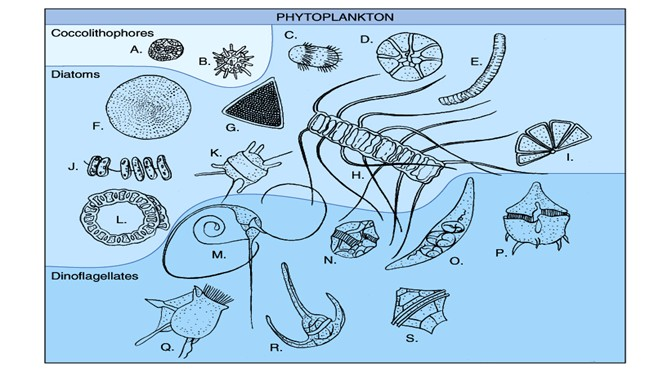 PHYTOPLANKTON
Coccolithophores
A.
B.
C.
D.
E.
Diatoms
F.
G.
H.
I.
J.
K.
L.
M.
N.
O.
P.
Dinoflagellates
Q.
R.
S.